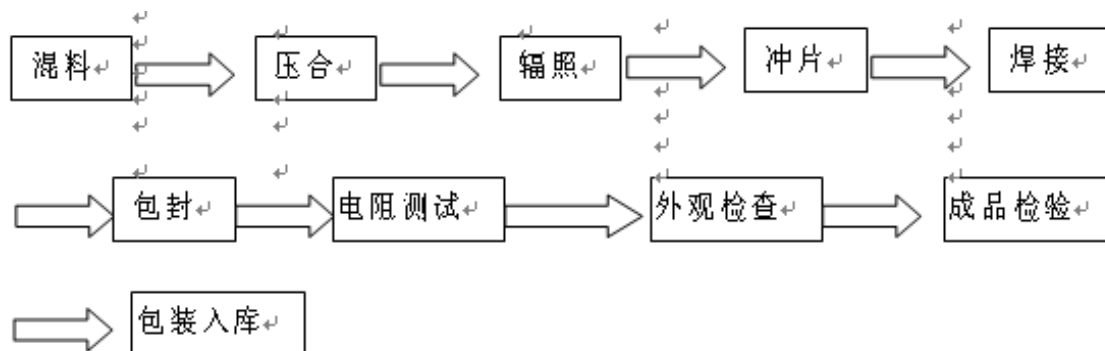 混料 压合 辐照 冲片 焊接
包封 电阻测试 外观检查 成品检验
包装入库